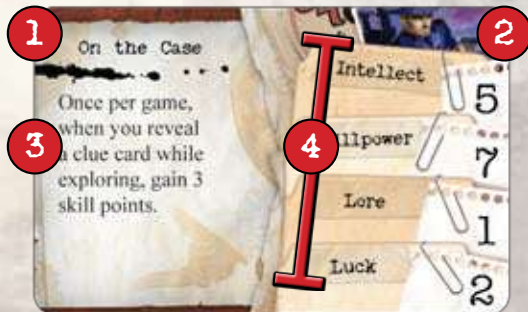 1
2
On the Case
Once per game,
when you reveal
clue card while
exploring, gain 3
skill points.
3
4
Intellect
5
7
Lore
1
Luck
2